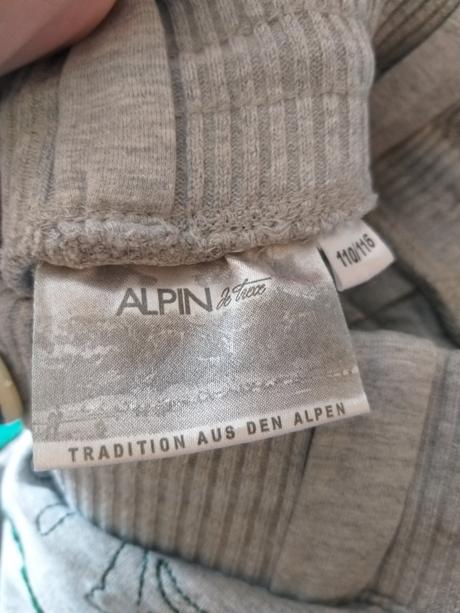 ALPIN de luxe
110/116
TRADITION AUS DEN ALPEN